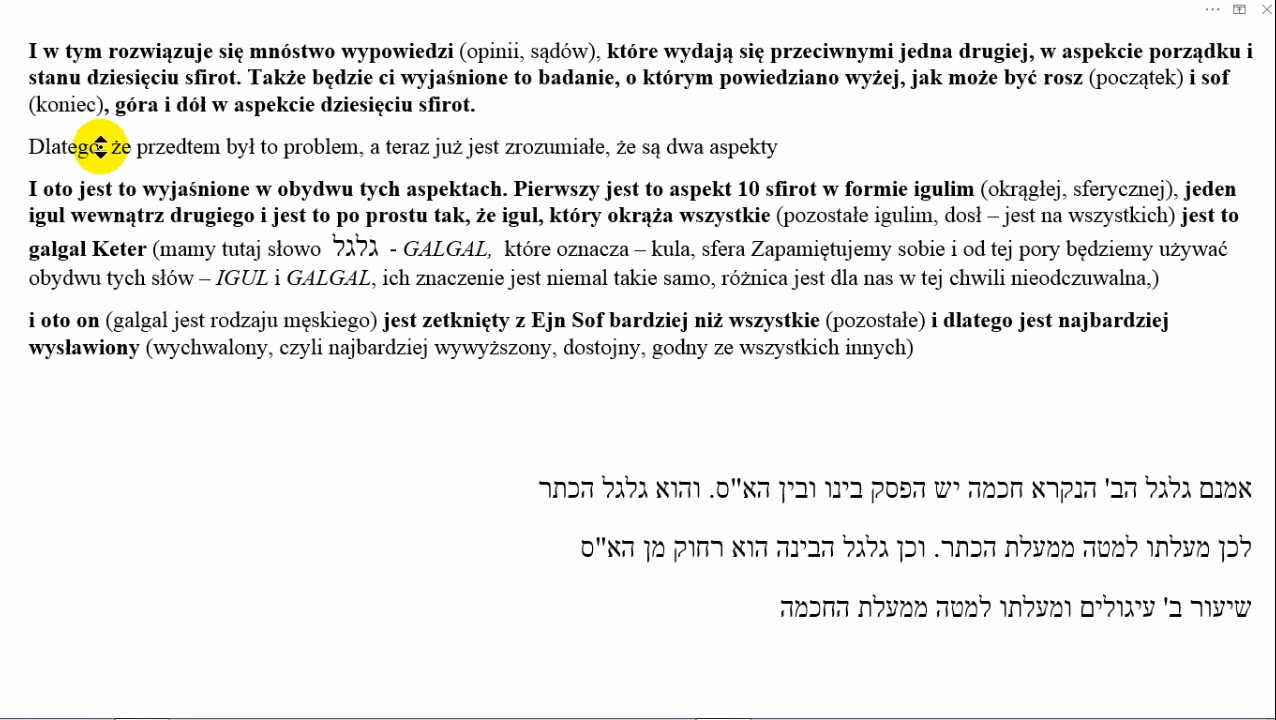 I w tym rozwiązuje się mnóstwo wypowiedzi (opinii, sądów), które wydają się przeciwnymi jedna drugiej, w aspekcie porządku i
stanu dziesięciu sfirot. Także będzie ci wyjaśnione to badanie, o którym powiedziano wyżej, jak może być rosz (początek) i sof
(koniec), góra i dół w aspekcie dziesięciu sfirot.
Dlatego, że przedtem był to problem, a teraz już jest zrozumiałe, że są dwa aspekty
I oto jest to wyjaśnione w obydwu tych aspektach. Pierwszy jest to aspekt 10 sfirot w formie igulim (okrągłej, sferycznej), jeden
igul wewnątrz drugiego i jest to po prostu tak, że igul, który okrąża wszystkie (pozostałe igulim, dosł – jest na wszystkich) jest to
galgal Keter (mamy tutaj słowo גלגל - GALGAL, które oznacza – kula, sfera Zapamiętujemy sobie i od tej pory będziemy używać
obydwu tych słów – IGUL i GALGAL, ich znaczenie jest niemal takie samo, różnica jest dla nas w tej chwili nieodczuwalna,)
i oto on (galgal jest rodzaju męskiego) jest zetknięty z Ejn Sof bardziej niż wszystkie (pozostałe) i dlatego jest najbardziej
wysławiony (wychwalony, czyli najbardziej wywyższony, dostojny, godny ze wszystkich innych)
אמנם גלגל הב' הנקרא חכמה יש הפסק בינו ובין הא"ס. והוא גלגל הכתר
לכן מעלתו למטה ממעלת הכתר. וכן גלגל הבינה הוא רחוק מן הא"ס
שיעור ב' עיגולים ומעלתו למטה ממעלת החכמה